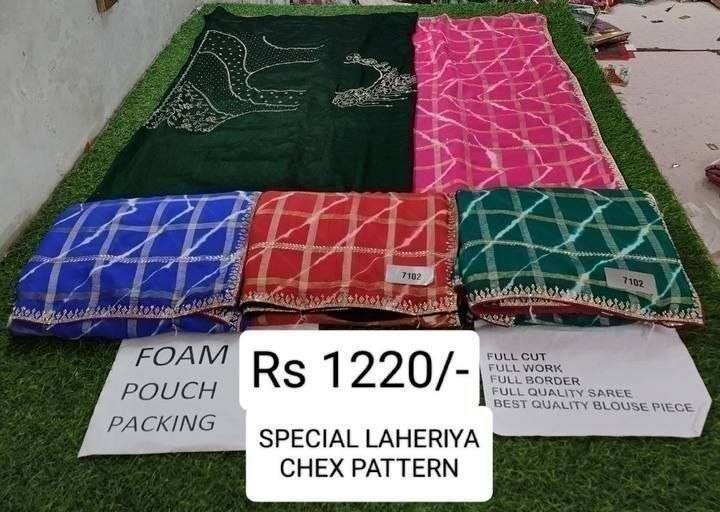 7102
7102
FOAM
POUCH
PACKING
Rs 1220/-
SPECIAL LAHERIYA
CHEX PATTERN
FULL CUT
FULL WORK
FULL BORDER
FULL QUALITY SAREE
BEST QUALITY BLOUSE PIECE